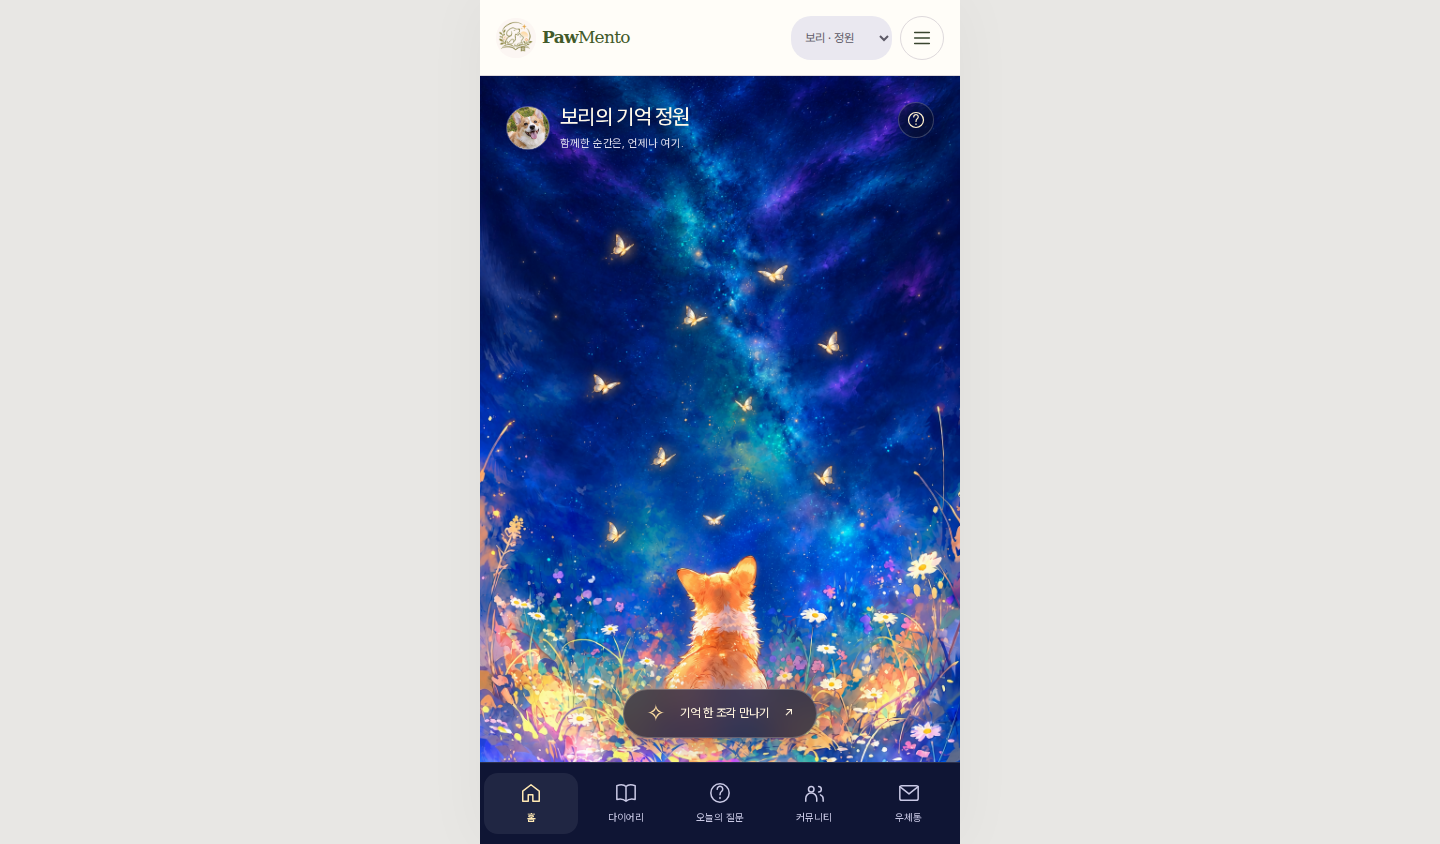 PawMento
보리 · 정원
보리의 기억 정원
함께한 순간은, 언제나 여기.
기억 한 조각 만나기
홈
다이어리
오늘의 질문
커뮤니티
우체통